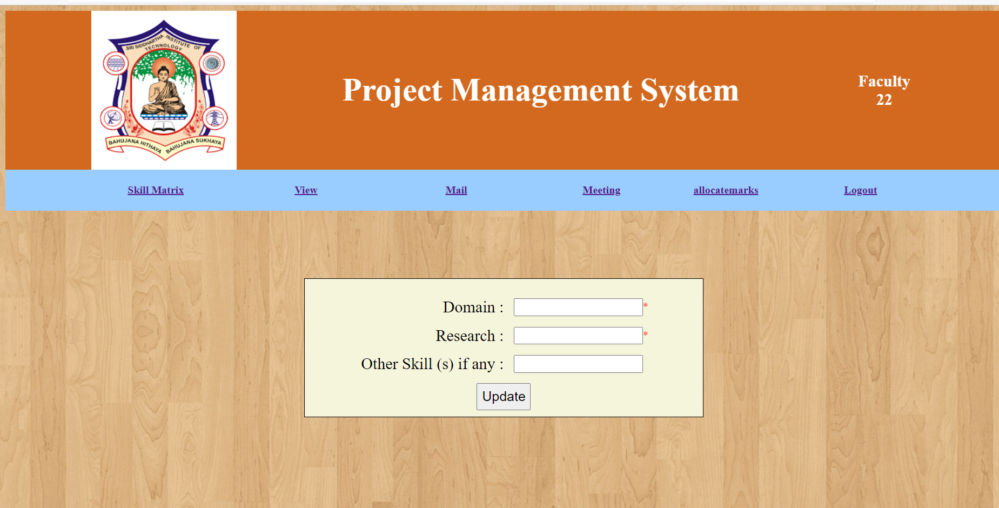 SRI SIDDHARTHA INSTITUTE OF
TECHNOLOGY
BAHUJANA HITHAYA BAHUJANA SUKHAYA
Project Management System
Faculty
22
Skill Matrix View Mail Meeting allocatemarks Logout
Domain : *
Research : *
Other Skill (s) if any :
Update